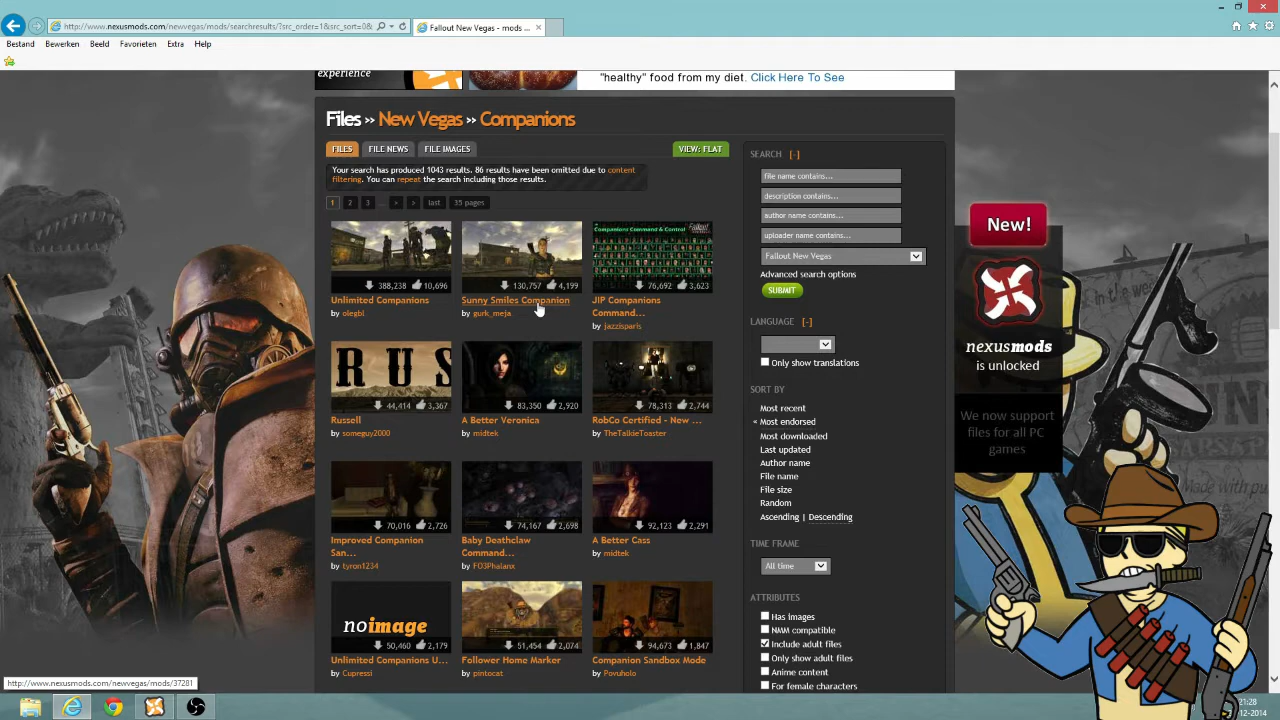 http://www.nexusmods.com/newvegas/mods/searchresults/?src_order=1&src_sort=0&
Fallout New Vegas - mods ...
Bestand Bewerken Beeld Favorieten Extra Help
experience
"healthy" food from my diet. Click Here To See
Files >> New Vegas >> Companions
FILES FILE NEWS FILE IMAGES VIEW: FLAT
Your search has produced 1043 results. 86 results have been omitted due to content
filtering. You can repeat the search including those results.
1 2 3 ... > > last 35 pages
Companions Command & Control Fallout
388,238 10,696 130,757 4,199 76,692 3,623
Unlimited Companions Sunny Smiles Companion JIP Companions
Command...
by olegbl by gurk_meja by jazzisparis
RUS
44,414 3,367 83,350 2,920 78,313 2,744
Russell A Better Veronica RobCo Certified - New ...
by someguy2000 by midtek by TheTalkieToaster
70,016 2,726 74,167 2,698 92,123 2,291
Improved Companion Baby Deathclaw A Better Cass
San... Command... by midtek
by tyron1234 by FO3Phalanx
noimage
50,460 2,179 51,454 2,074 94,673 1,847
Unlimited Companions U... Follower Home Marker Companion Sandbox Mode
by Cupressi by pintocat by Povuholo
SEARCH [-]
file name contains...
description contains...
author name contains...
uploader name contains...
Fallout New Vegas
Advanced search options
SUBMIT
LANGUAGE [-]
Only show translations
SORT BY
Most recent
« Most endorsed
Most downloaded
Last updated
Author name
File name
File size
Random
Ascending | Descending
TIME FRAME
All time
ATTRIBUTES
Has images
NMM compatible
Include adult files
Only show adult files
Anime content
For female characters
New!
nexusmods
is unlocked
We now support
files for all PC
games
http://www.nexusmods.com/newvegas/mods/37281
21:28
-12-2014